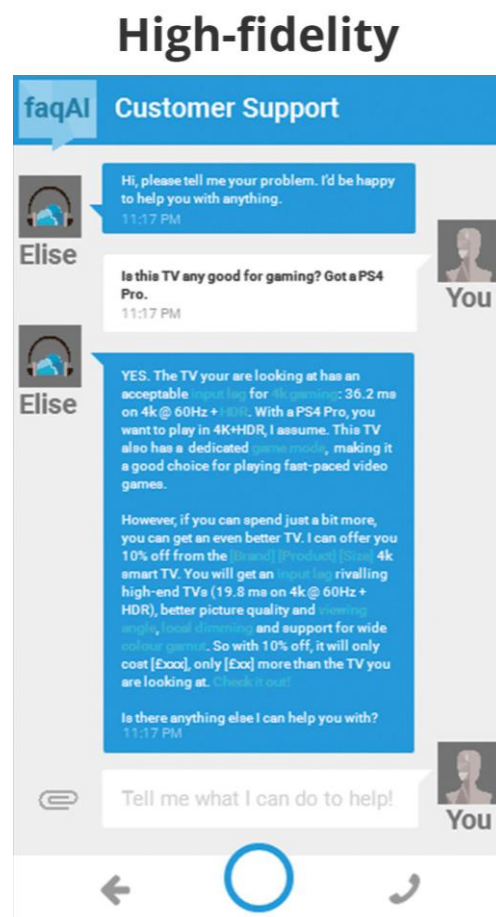 High-fidelity
faqAI Customer Support
Hi, please tell me your problem. I'd be happy
to help you with anything.
11:17 PM
Elise
Is this TV any good for gaming? Got a PS4
Pro.
11:17 PM
You
YES. The TV your are looking at has an
acceptable input lag for 4k gaming: 36.2 ms
on 4k @ 60Hz + HDR. With a PS4 Pro, you
want to play in 4K+HDR, I assume. This TV
also has a dedicated game mode, making it
a good choice for playing fast-paced video
games.
However, if you can spend just a bit more,
you can get an even better TV. I can offer you
10% off from the [Brand] [Product] [Size] 4k
smart TV. You will get an input lag rivalling
high-end TVs (19.8 ms on 4k @ 60Hz +
HDR), better picture quality and viewing
angle, local dimming and support for wide
colour gamut. So with 10% off, it will only
cost [£xxx], only [£xx] more than the TV you
are looking at. Check it out!
Is there anything else I can help you with?
11:17 PM
Elise
Tell me what I can do to help!
You